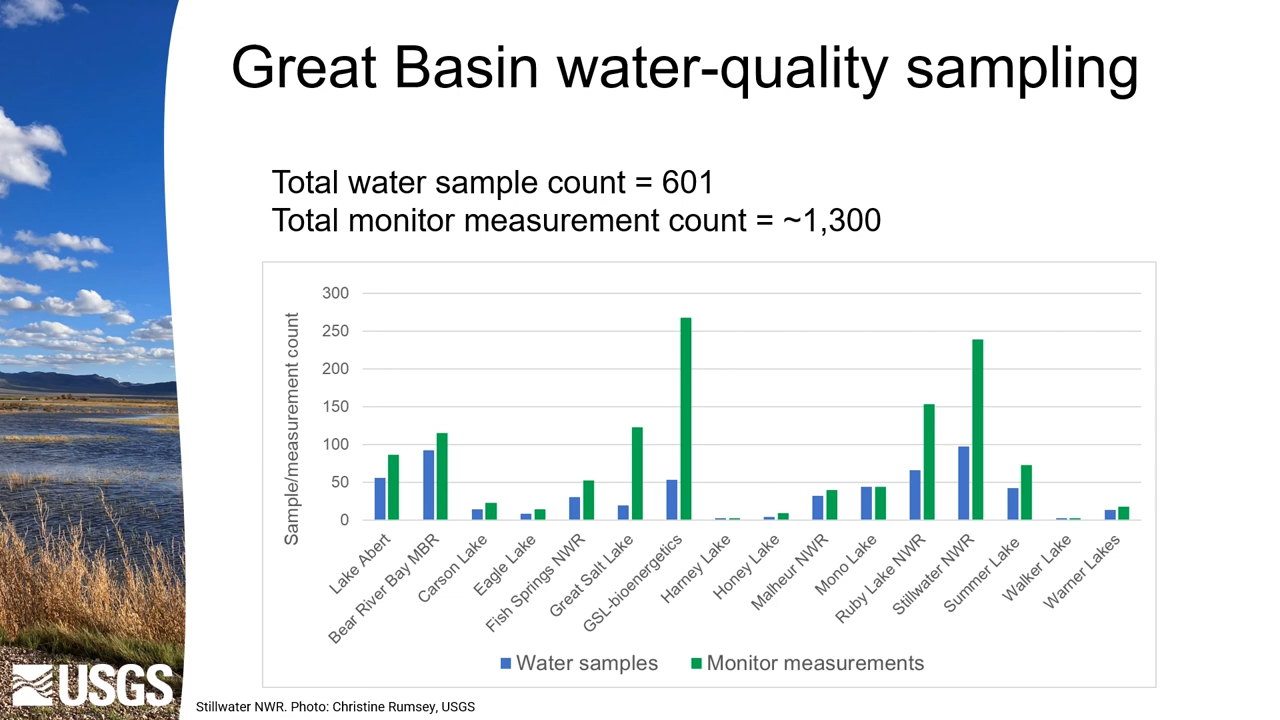 Great Basin water-quality sampling
Total water sample count = 601
Total monitor measurement count = ~1,300
Sample/measurement count
300
250
200
150
100
50
0
Lake Abert
Bear River Bay MBR
Carson Lake
Eagle Lake
Fish Springs NWR
Great Salt Lake
GSL-bioenergetics
Harney Lake
Honey Lake
Malheur NWR
Mono Lake
Ruby Lake NWR
Stillwater NWR
Summer Lake
Walker Lake
Warner Lakes
Water samples
Monitor measurements
USGS
Stillwater NWR. Photo: Christine Rumsey, USGS